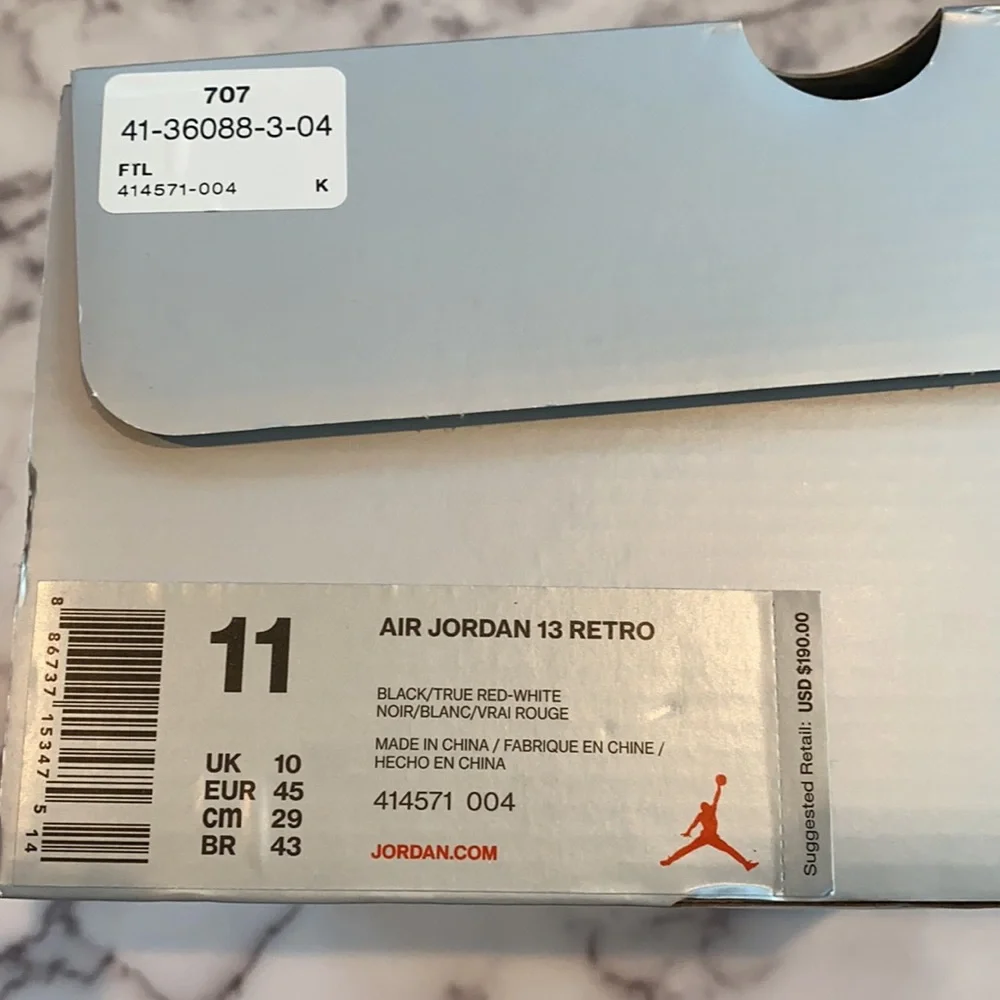 707
41-36088-3-04
FTL
414571-004 K
8 86737 15347 5 14
11
UK 10
EUR 45
cm 29
BR 43
AIR JORDAN 13 RETRO
BLACK/TRUE RED-WHITE
NOIR/BLANC/VRAI ROUGE
MADE IN CHINA / FABRIQUE EN CHINE /
HECHO EN CHINA
414571 004
JORDAN.COM
Suggested Retail: USD $190.00